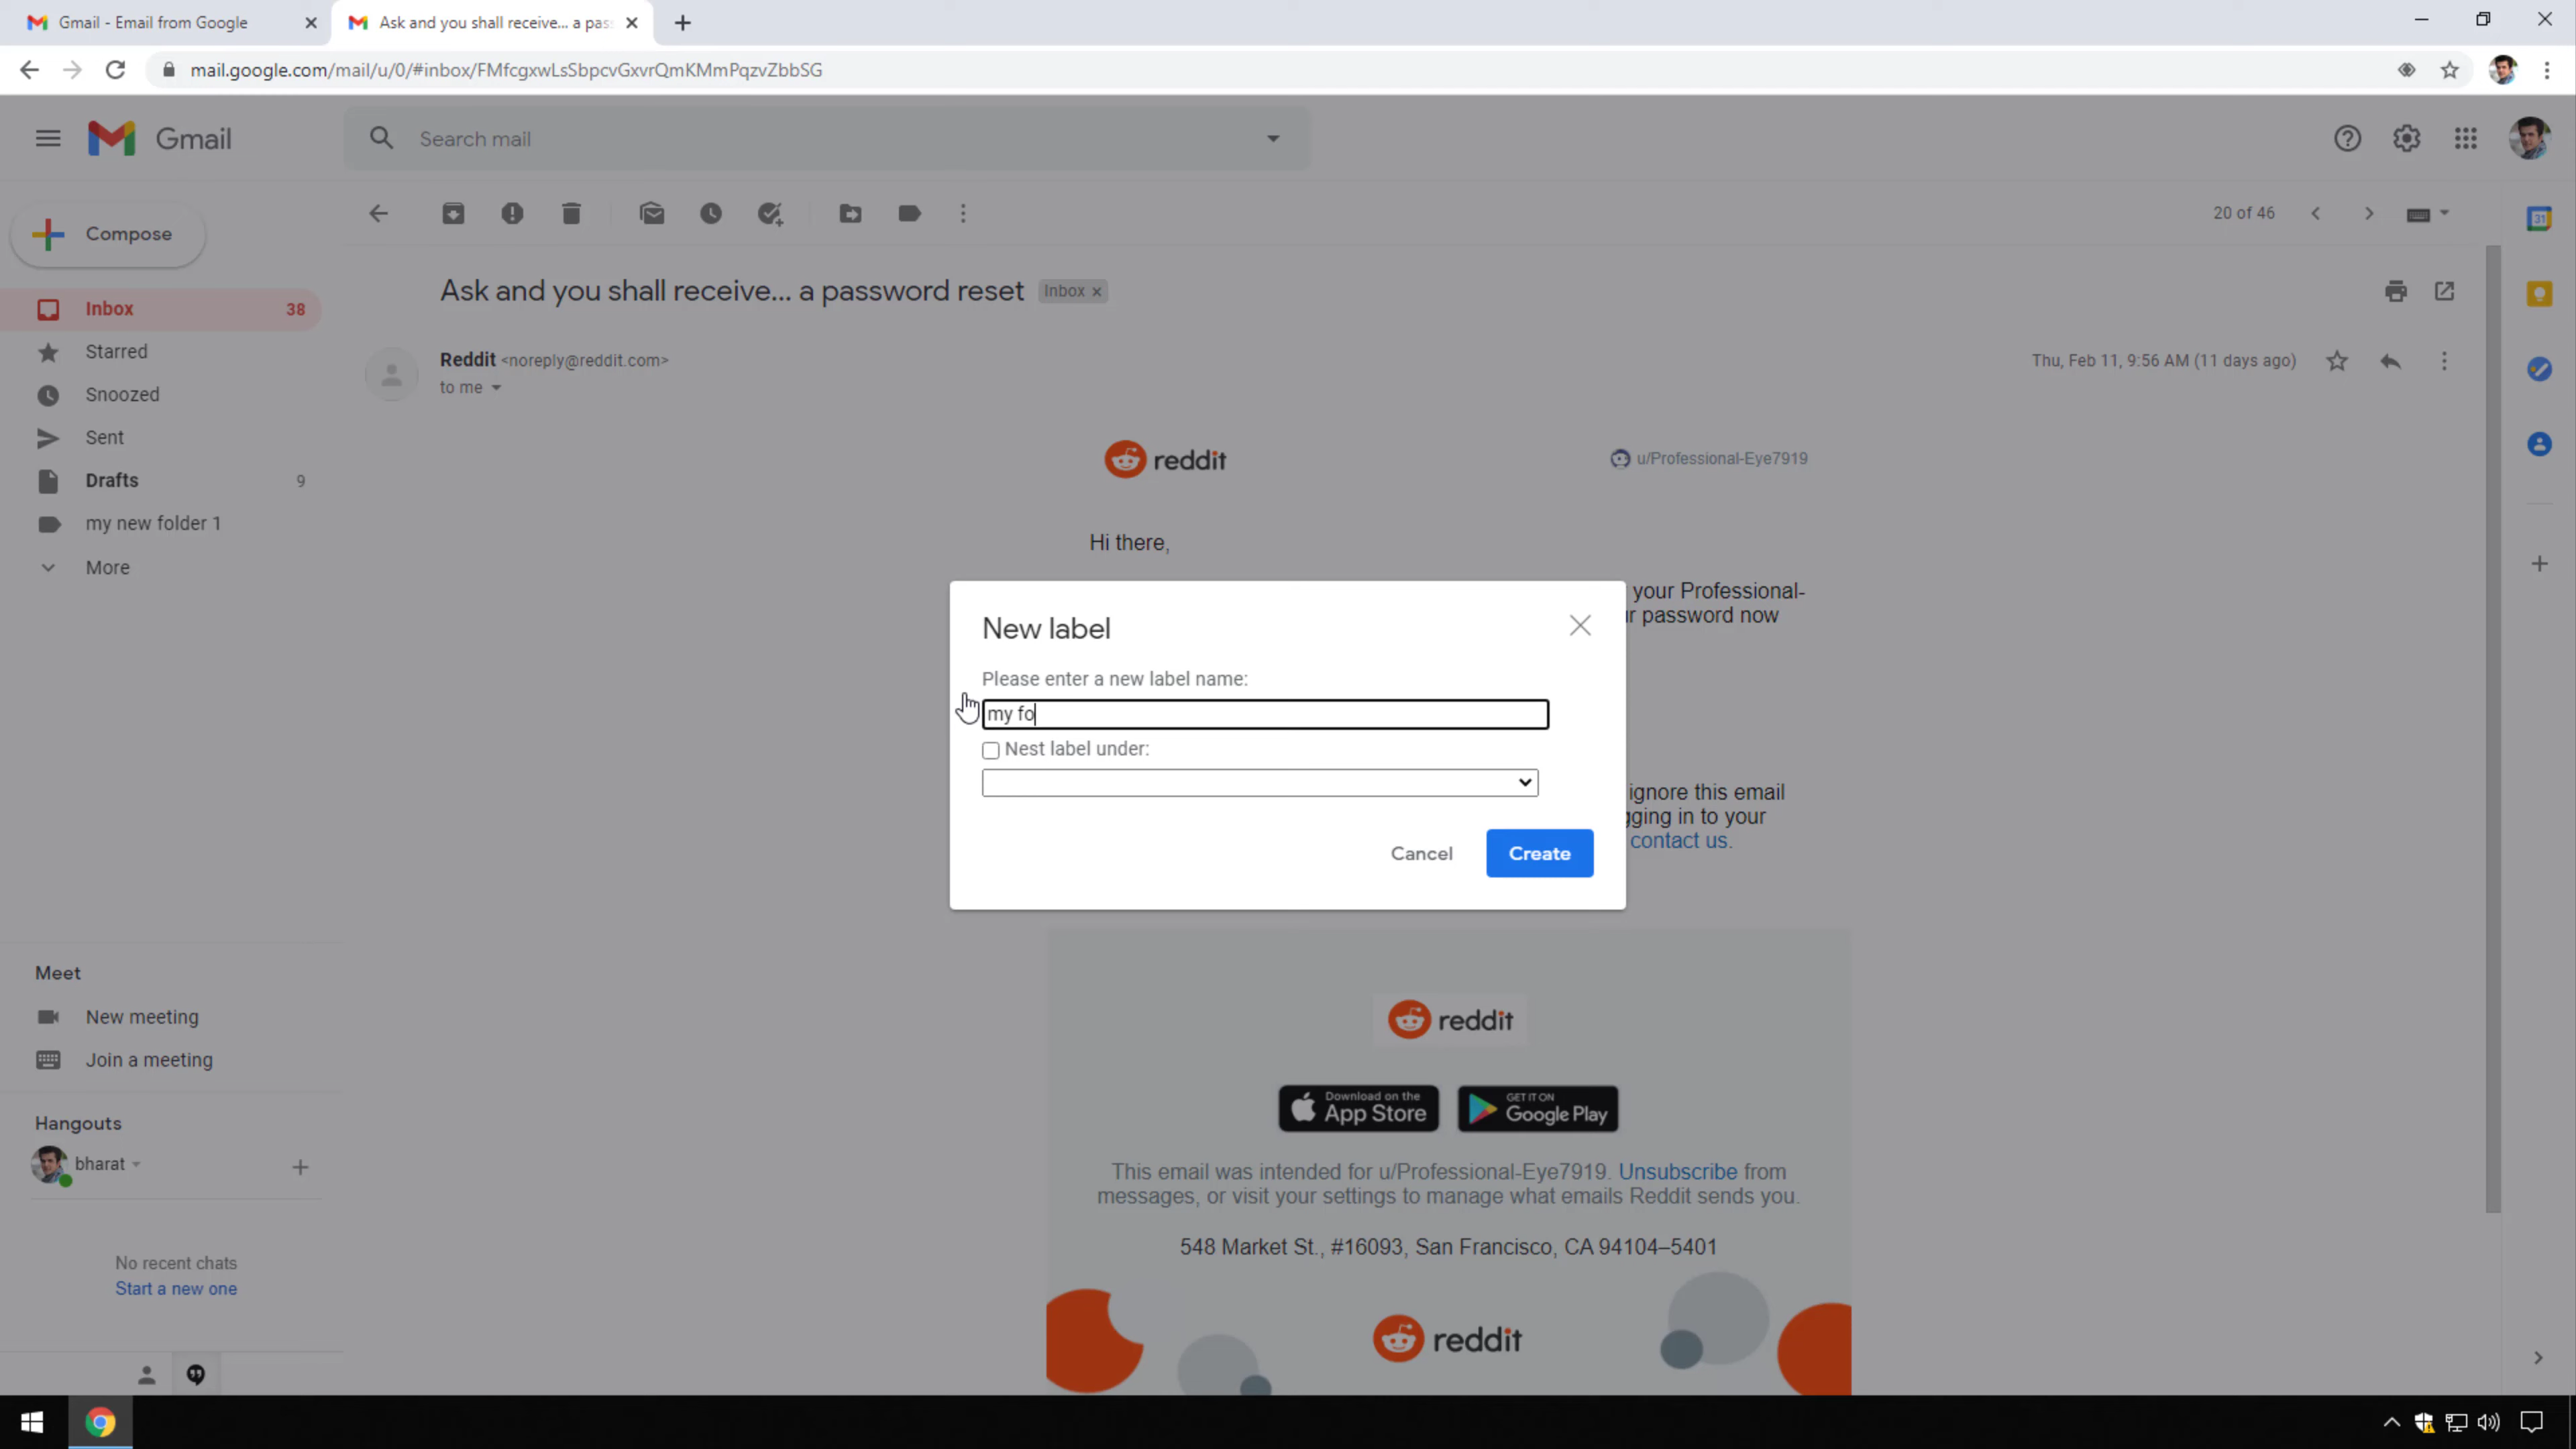 Gmail - Email from Google
Ask and you shall receive... a pas
mail.google.com/mail/u/0/#inbox/FMfcgxwLsSbpcvGxvrQmKMmPqzvZbbSG
Gmail
Search mail
Compose
20 of 46
31
Ask and you shall receive... a password reset
Inbox x
Inbox 38
Starred
Snoozed
Sent
Drafts 9
my new folder 1
More
Reddit <noreply@reddit.com>
to me
Thu, Feb 11, 9:56 AM (11 days ago)
reddit
u/Professional-Eye7919
Hi there,
your Professional-
r password now
New label
Please enter a new label name:
my fo
Nest label under:
Cancel
Create
ignore this email
gging in to your
contact us.
Meet
New meeting
Join a meeting
Hangouts
bharat
No recent chats
Start a new one
reddit
Download on the
App Store
GET IT ON
Google Play
This email was intended for u/Professional-Eye7919. Unsubscribe from
messages, or visit your settings to manage what emails Reddit sends you.
548 Market St., #16093, San Francisco, CA 94104–5401
reddit